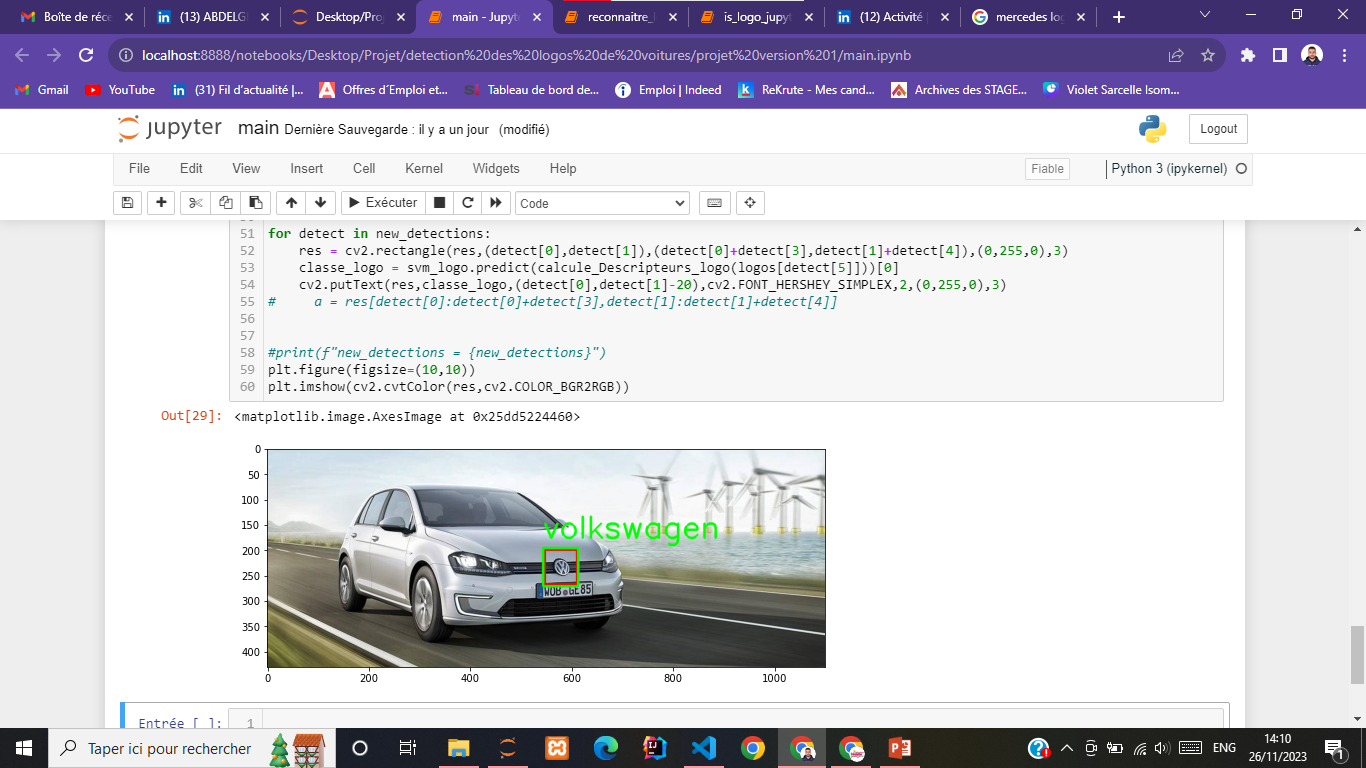 Boîte de réce
(13) ABDELGI
Desktop/Proj
main - Jupyt
reconnaitre_l
is_logo_jupyt
(12) Activité |
mercedes log
localhost:8888/notebooks/Desktop/Projet/detection%20des%20logos%20de%20voitures/projet%20version%201/main.ipynb
Gmail
YouTube
(31) Fil d'actualité |...
Offres d´Emploi et...
Tableau de bord de...
Emploi | Indeed
ReKrute - Mes cand...
Archives des STAGE...
Violet Sarcelle Isom...
jupyter main Dernière Sauvegarde : il y a un jour (modifié)
Logout
File Edit View Insert Cell Kernel Widgets Help
Fiable
Python 3 (ipykernel)
Exécuter
Code
51 for detect in new_detections:
52     res = cv2.rectangle(res,(detect[0],detect[1]),(detect[0]+detect[3],detect[1]+detect[4]),(0,255,0),3)
53     classe_logo = svm_logo.predict(calcule_Descripteurs_logo(logos[detect[5]]))[0]
54     cv2.putText(res,classe_logo,(detect[0],detect[1]-20),cv2.FONT_HERSHEY_SIMPLEX,2,(0,255,0),3)
55 #     a = res[detect[0]:detect[0]+detect[3],detect[1]:detect[1]+detect[4]]
56
57
58 #print(f"new_detections = {new_detections}")
59 plt.figure(figsize=(10,10))
60 plt.imshow(cv2.cvtColor(res,cv2.COLOR_BGR2RGB))
Out[29]: <matplotlib.image.AxesImage at 0x25dd5224460>
0
50
100
150
200
250
300
350
400
volkswagen
WOB GE85
0 200 400 600 800 1000
Entrée [ ]: 1
Taper ici pour rechercher
ENG
14:10
26/11/2023
1